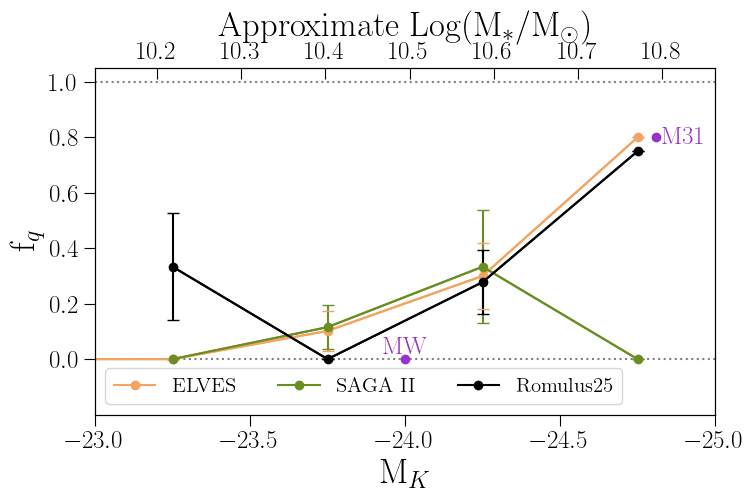 Approximate Log(M*/M☉)
10.2 10.3 10.4 10.5 10.6 10.7 10.8
1.0
M31
0.8
0.6
f_q
0.4
0.2
MW
0.0
ELVES SAGA II Romulus25
−23.0 −23.5 −24.0 −24.5 −25.0
M_K